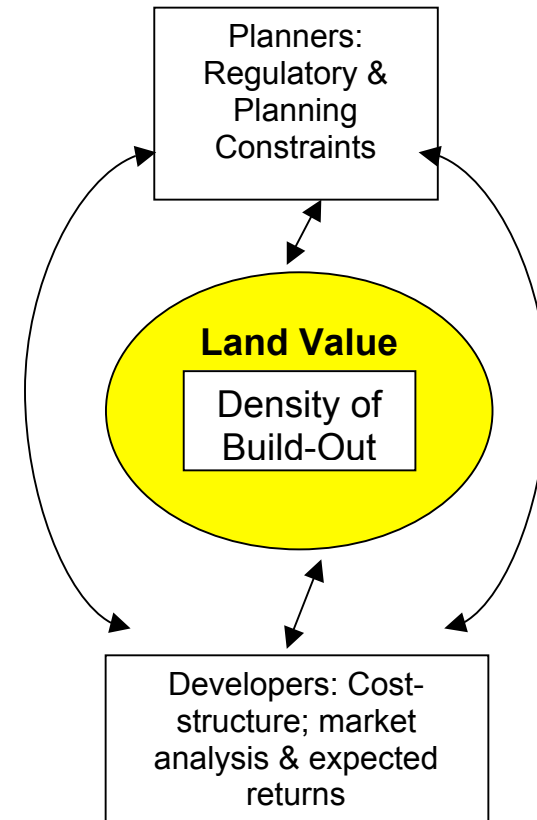 Planners:
Regulatory &
Planning
Constraints
Land Value
Density of
Build-Out
Developers: Cost-
structure; market
analysis & expected
returns